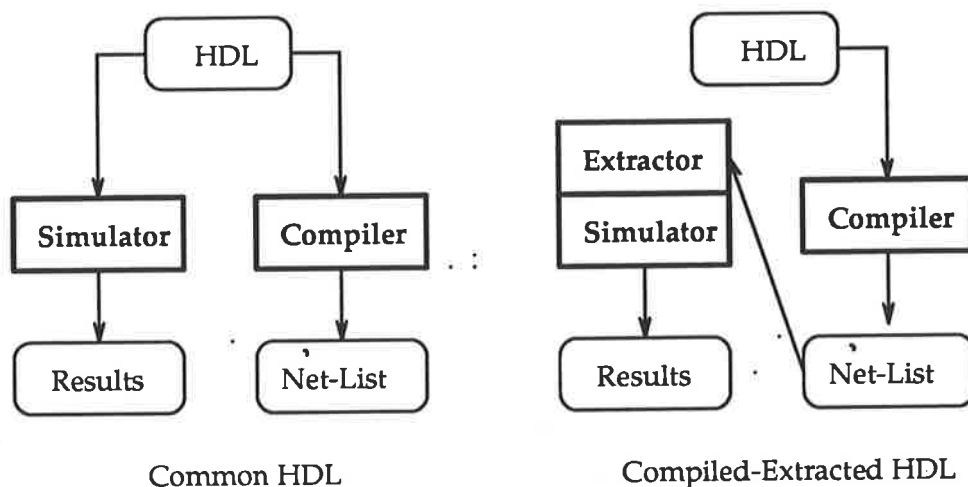 HDL
Simulator
Compiler
Results
Net-List
Common HDL
HDL
Extractor
Simulator
Compiler
Results
Net-List
Compiled-Extracted HDL